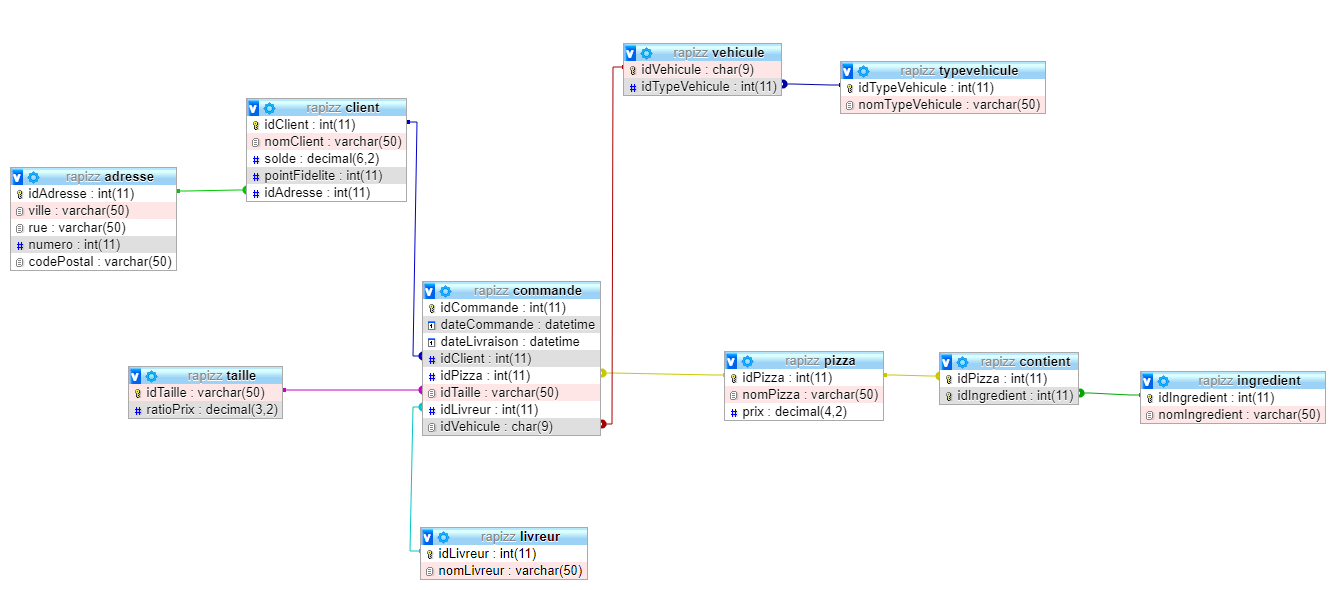 rapizz vehicule
idVehicule : char(9)
idTypeVehicule : int(11)
rapizz typevehicule
idTypeVehicule : int(11)
nomTypeVehicule : varchar(50)
rapizz client
idClient : int(11)
nomClient : varchar(50)
solde : decimal(6,2)
pointFidelite : int(11)
idAdresse : int(11)
rapizz adresse
idAdresse : int(11)
ville : varchar(50)
rue : varchar(50)
numero : int(11)
codePostal : varchar(50)
rapizz commande
idCommande : int(11)
dateCommande : datetime
dateLivraison : datetime
idClient : int(11)
idPizza : int(11)
idTaille : varchar(50)
idLivreur : int(11)
idVehicule : char(9)
rapizz taille
idTaille : varchar(50)
ratioPrix : decimal(3,2)
rapizz pizza
idPizza : int(11)
nomPizza : varchar(50)
prix : decimal(4,2)
rapizz contient
idPizza : int(11)
idIngredient : int(11)
rapizz ingredient
idIngredient : int(11)
nomIngredient : varchar(50)
rapizz livreur
idLivreur : int(11)
nomLivreur : varchar(50)